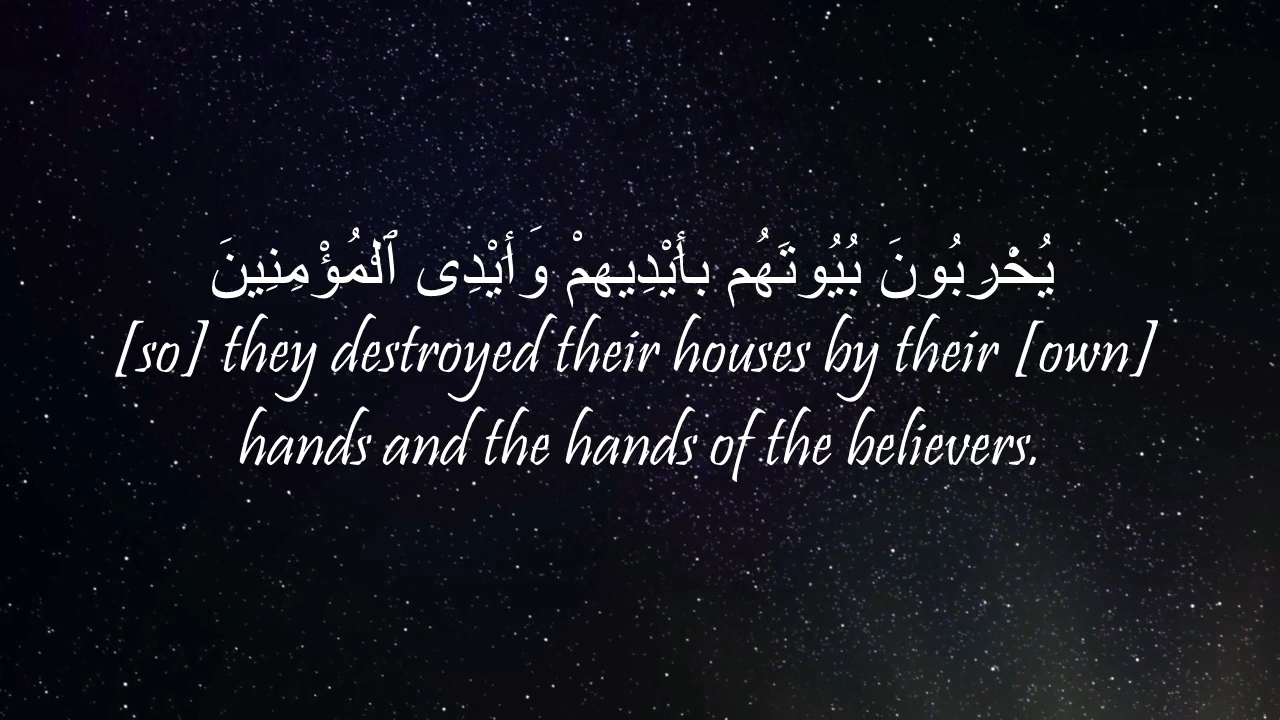 يُخْرِبُونَ بُيُوتَهُم بِأَيْدِيهِمْ وَأَيْدِى ٱلْمُؤْمِنِينَ
[so] they destroyed their houses by their [own]
hands and the hands of the believers.